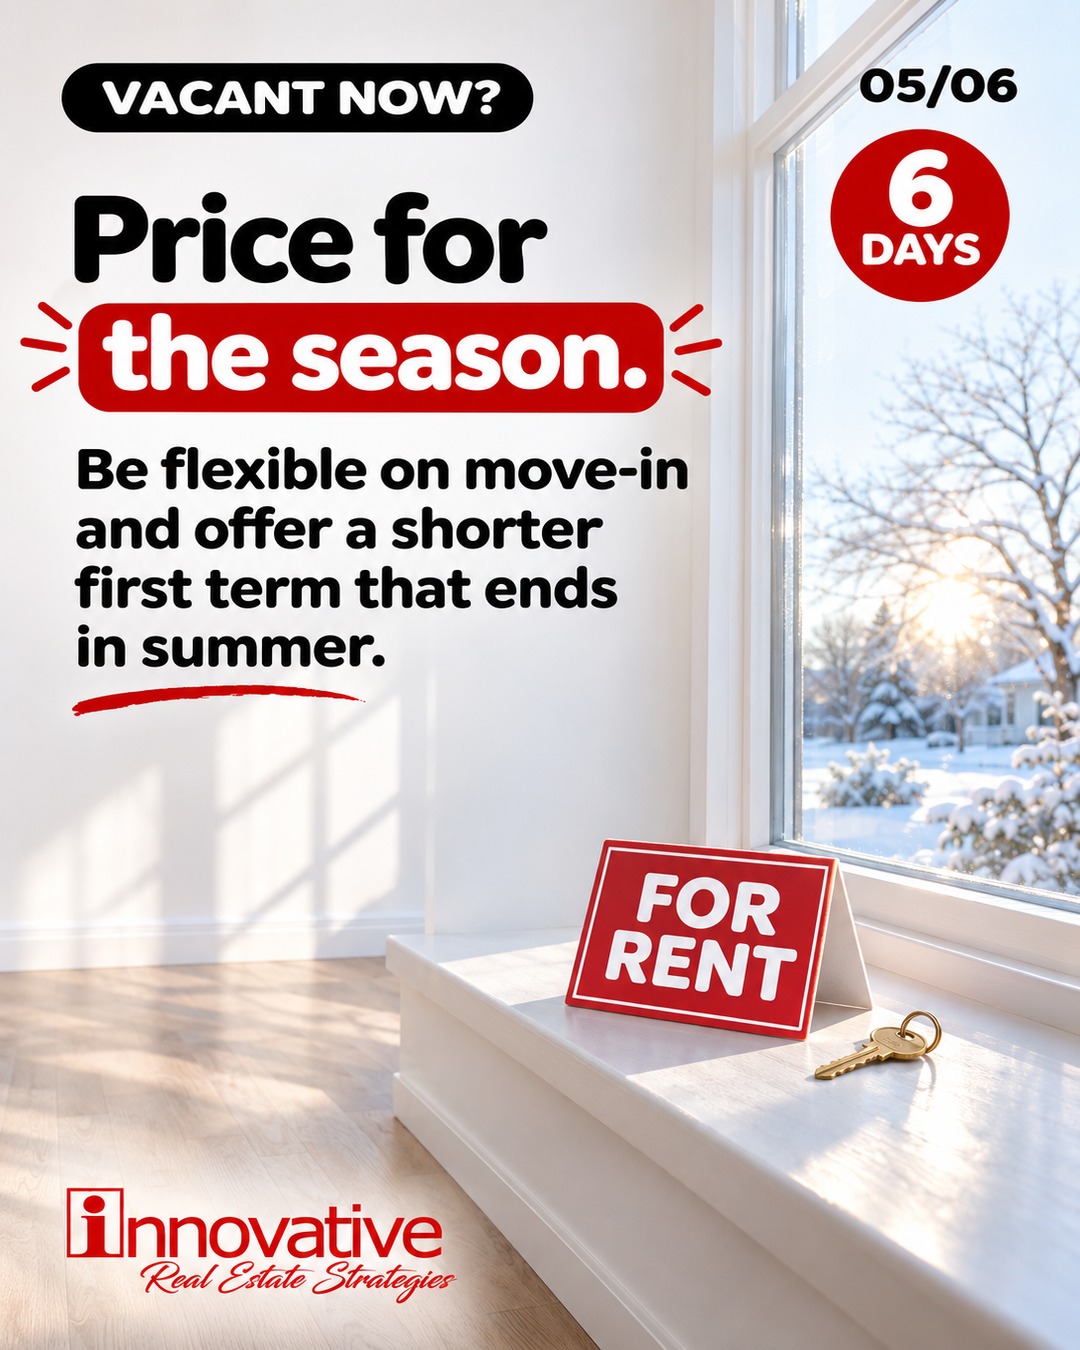 VACANT NOW?
05/06
6
DAYS
Price for
the season.
Be flexible on move-in
and offer a shorter
first term that ends
in summer.
FOR
RENT
innovative
Real Estate Strategies